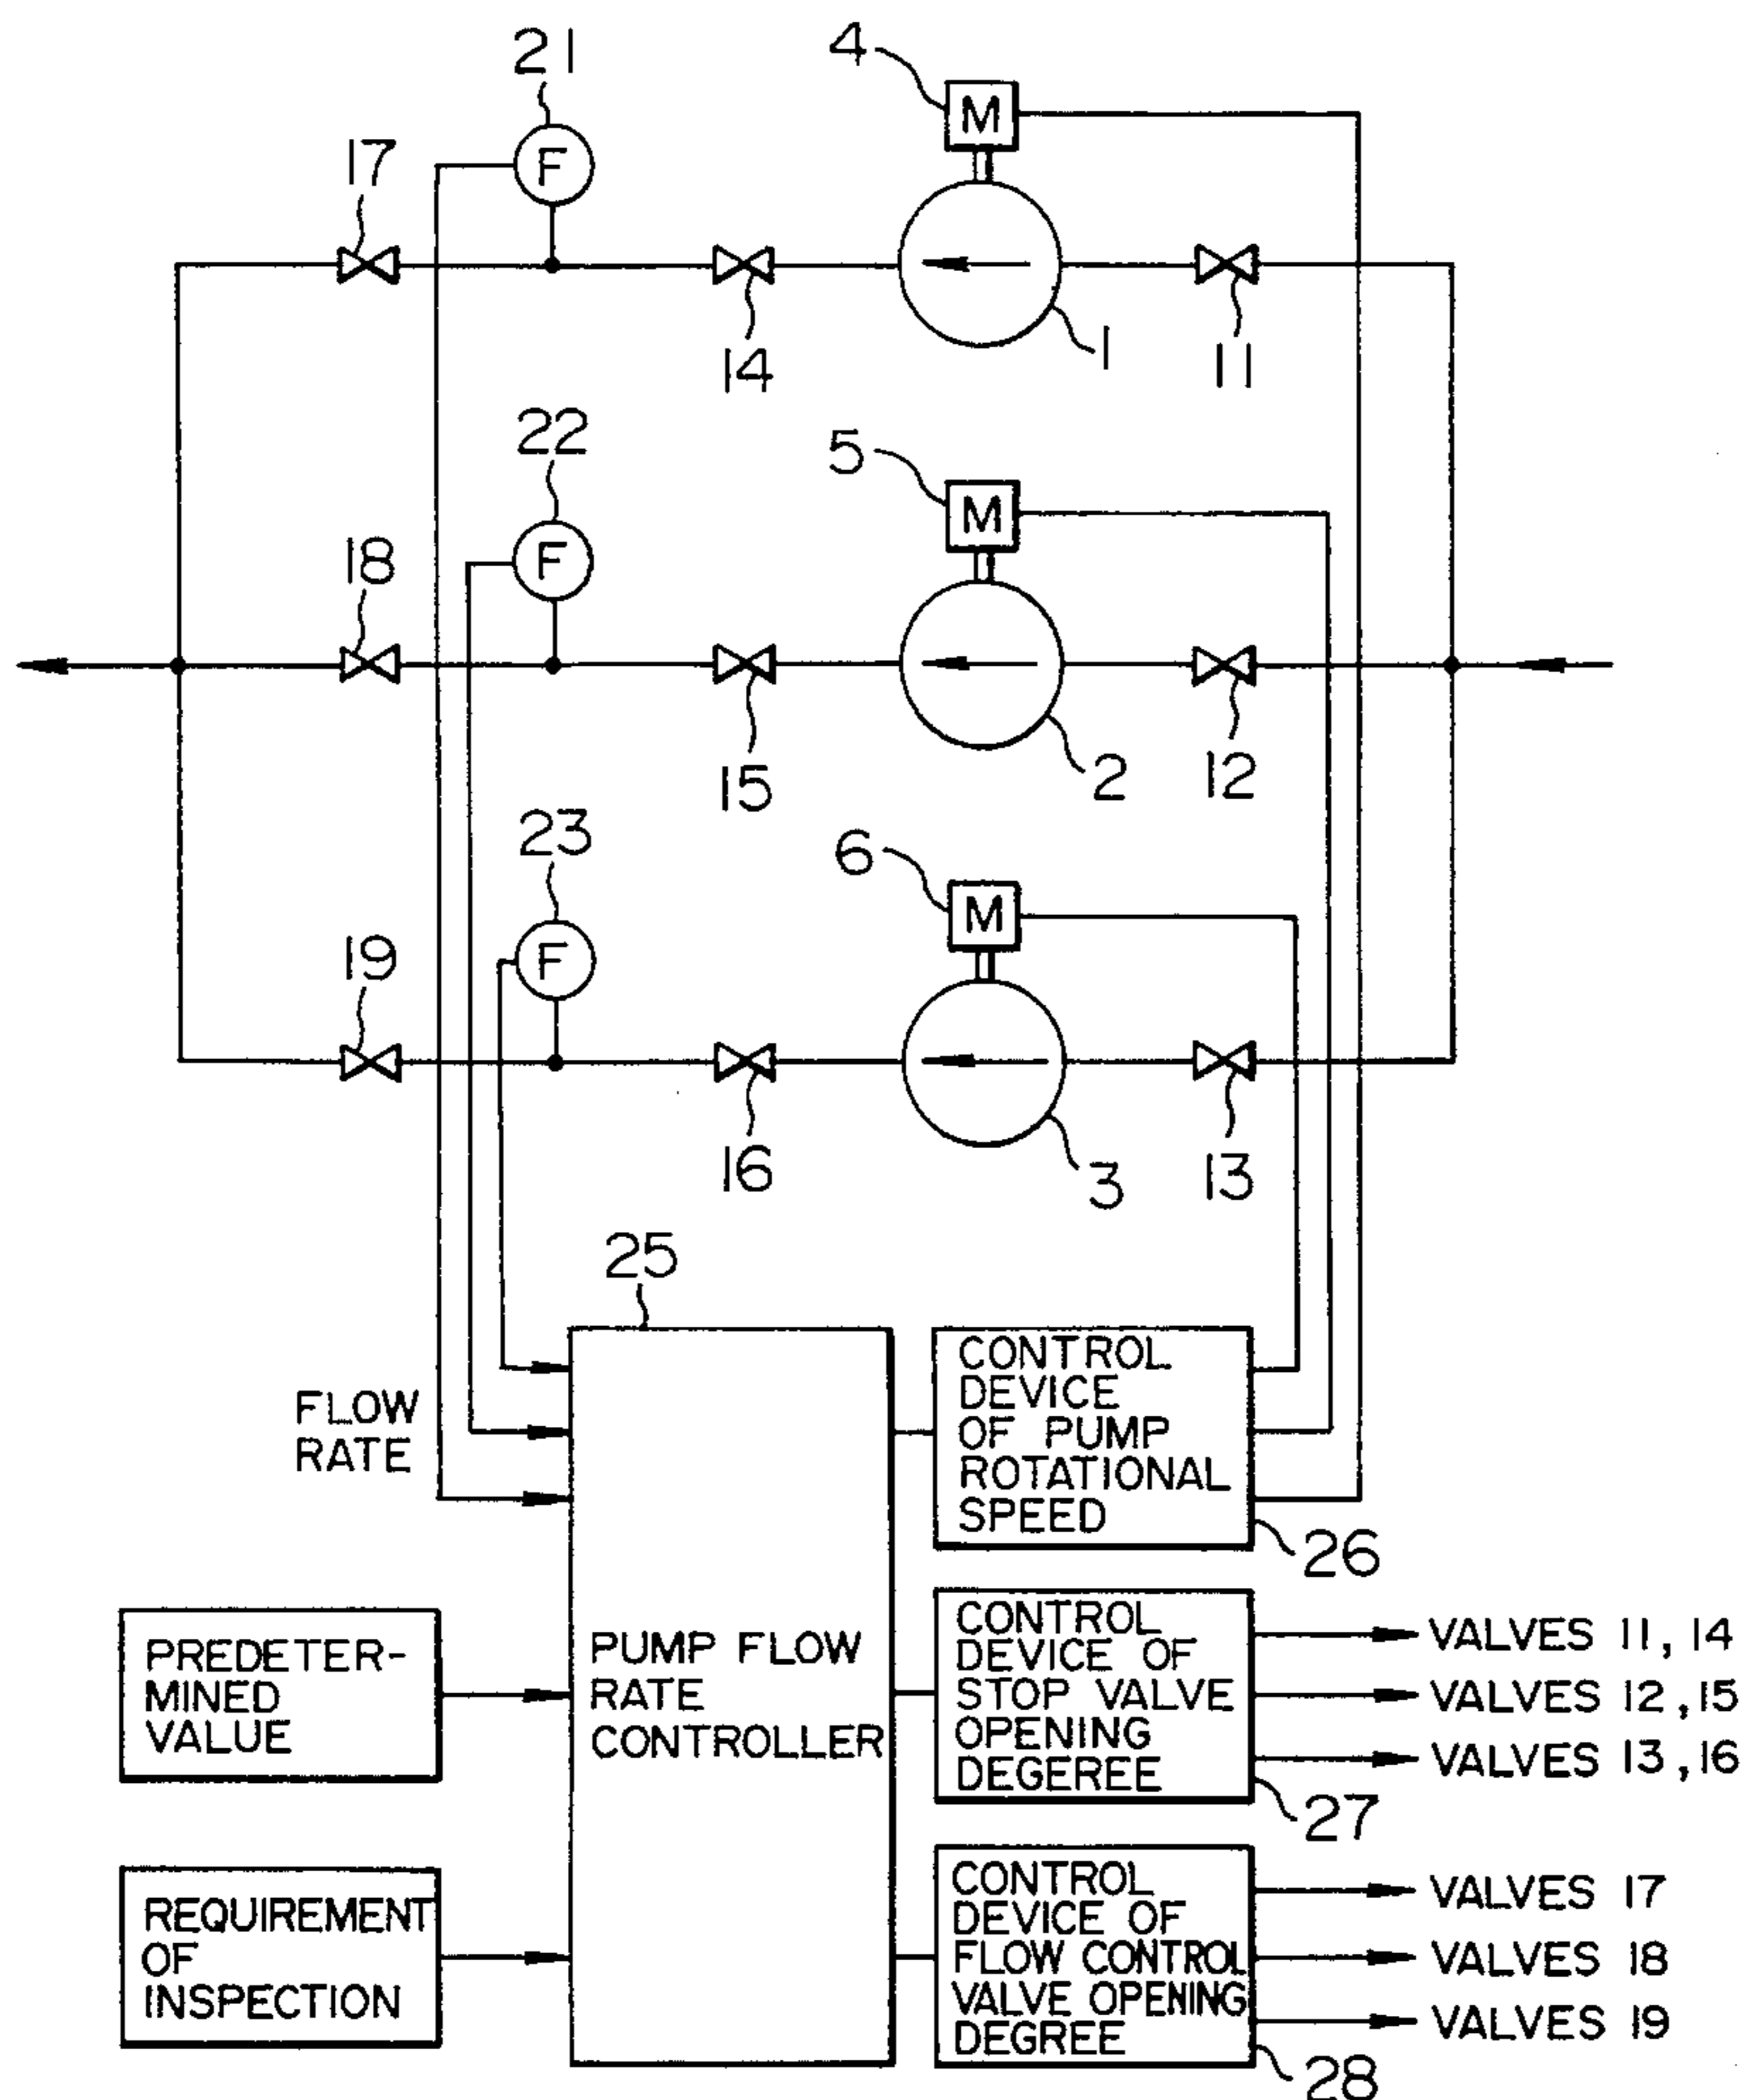 21
4
M
17
F
14
1
11
22
5
M
18
F
15
2
12
23
6
M
19
F
16
3
13
25
FLOW
RATE
CONTROL
DEVICE
OF PUMP
ROTATIONAL
SPEED
26
PREDETER-
MINED
VALUE
PUMP FLOW
RATE
CONTROLLER
CONTROL
DEVICE OF
STOP VALVE
OPENING
DEGEREE
27
VALVES 11, 14
VALVES 12, 15
VALVES 13, 16
REQUIREMENT
OF
INSPECTION
CONTROL
DEVICE OF
FLOW CONTROL
VALVE OPENING
DEGREE
28
VALVES 17
VALVES 18
VALVES 19